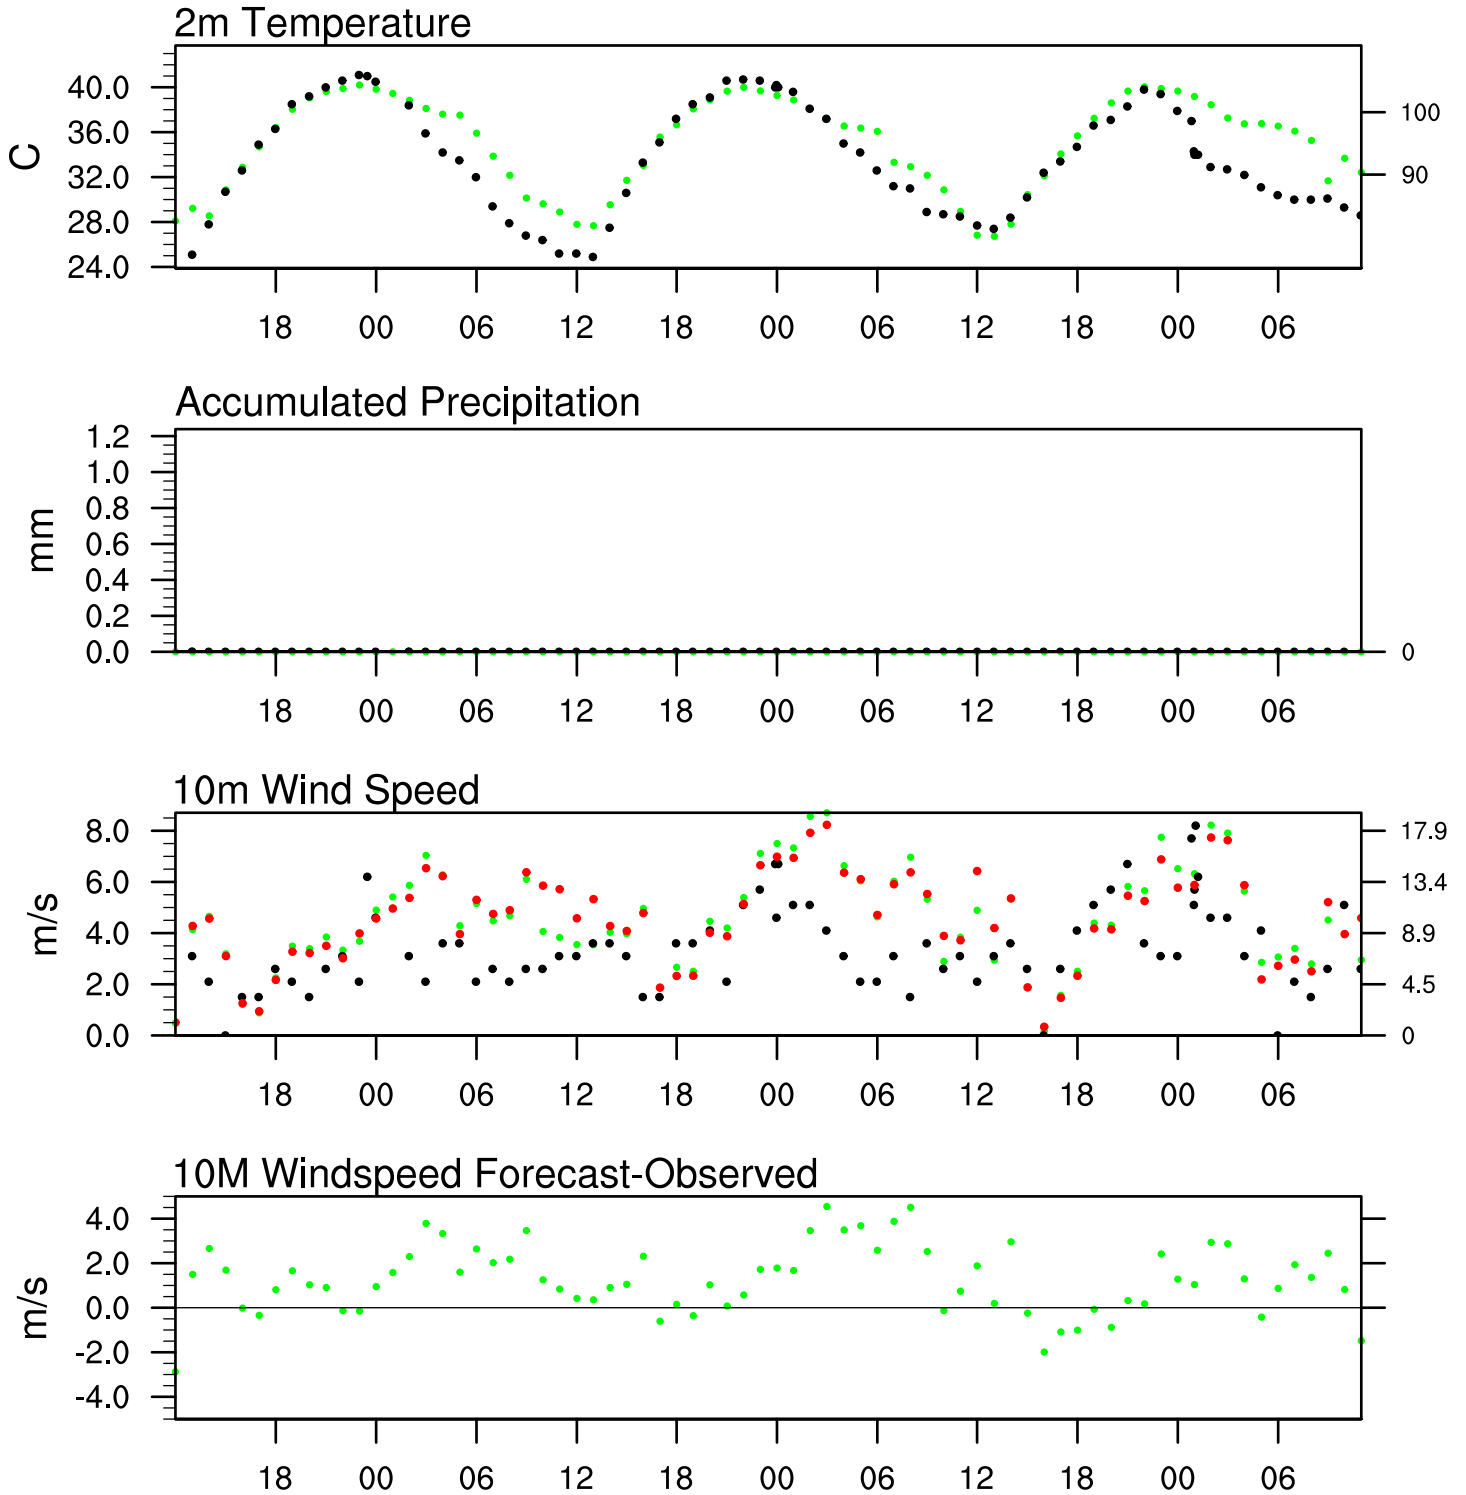 2m Temperature
C
40.0
36.0
32.0
28.0
24.0
100
90
18 00 06 12 18 00 06 12 18 00 06
Accumulated Precipitation
mm
1.2
1.0
0.8
0.6
0.4
0.2
0.0
0
18 00 06 12 18 00 06 12 18 00 06
10m Wind Speed
m/s
8.0
6.0
4.0
2.0
0.0
17.9
13.4
8.9
4.5
0
18 00 06 12 18 00 06 12 18 00 06
10M Windspeed Forecast-Observed
m/s
4.0
2.0
0.0
-2.0
-4.0
18 00 06 12 18 00 06 12 18 00 06